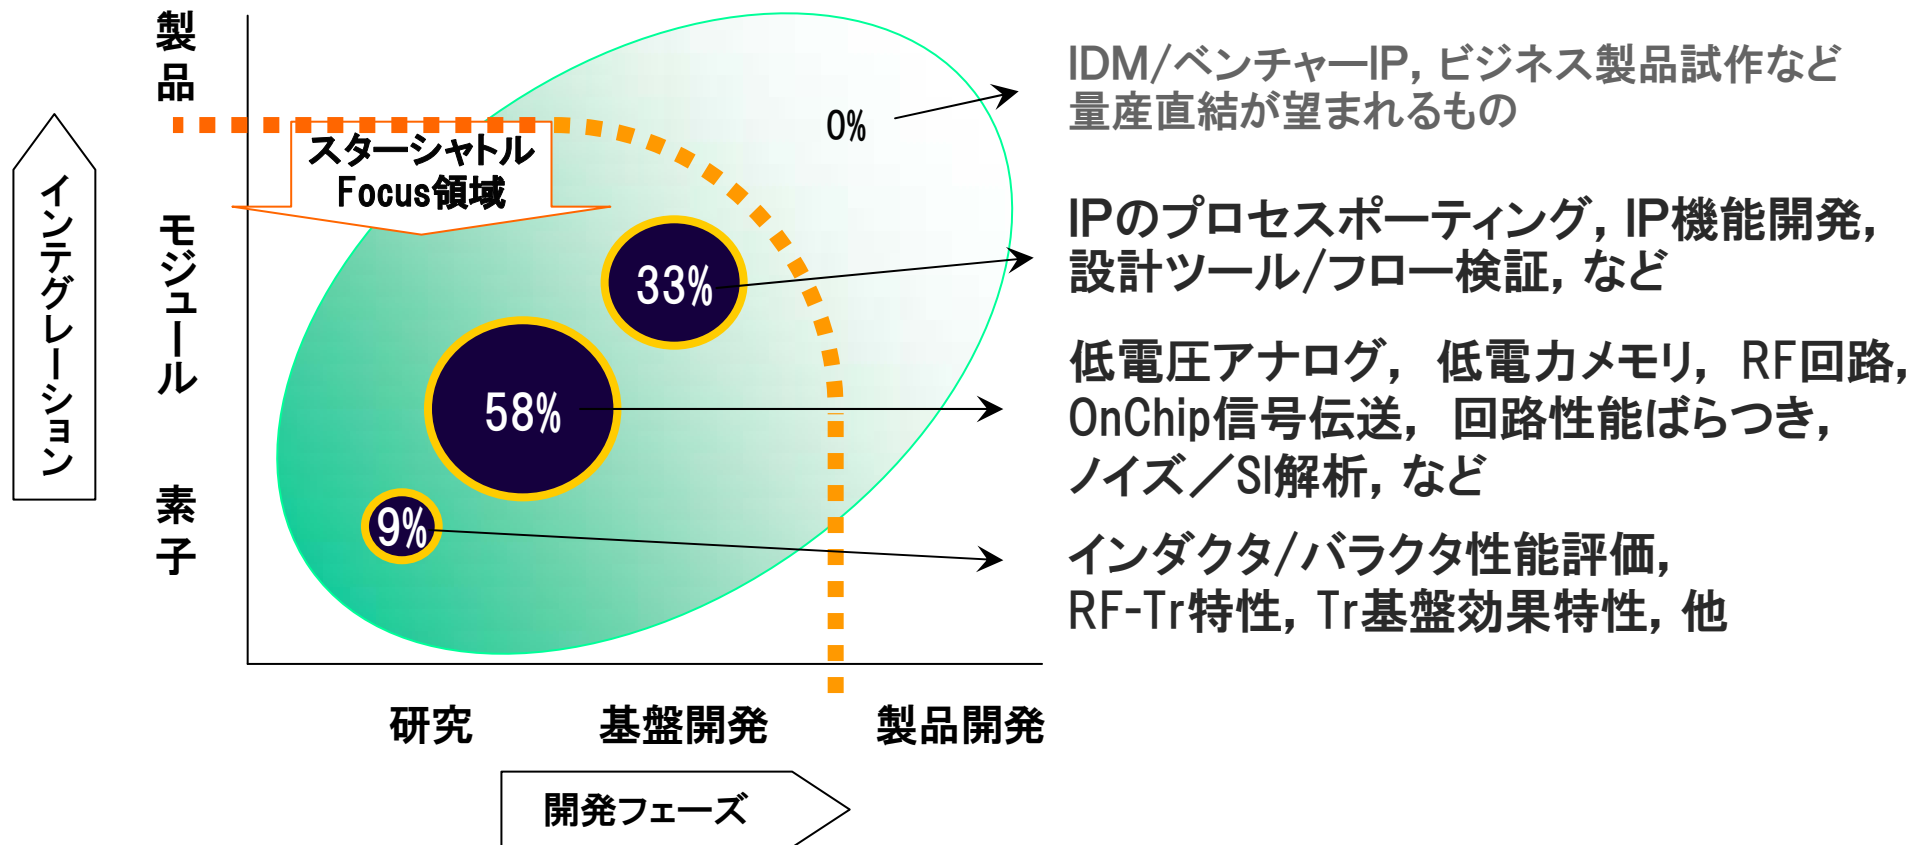 製品
モジュール
素子
インテグレーション
スターシャトル
Focus領域
0%
33%
58%
9%
IDM/ベンチャーIP, ビジネス製品試作など
量産直結が望まれるもの
IPのプロセスポーティング, IP機能開発,
設計ツール/フロー検証, など
低電圧アナログ, 低電力メモリ, RF回路,
OnChip信号伝送, 回路性能ばらつき,
ノイズ／SI解析, など
インダクタ/バラクタ性能評価,
RF-Tr特性, Tr基盤効果特性, 他
研究 基盤開発 製品開発
開発フェーズ